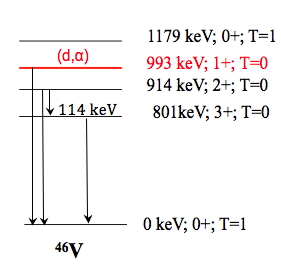 1179 keV; 0+; T=1
(d,α)
993 keV; 1+; T=0
914 keV; 2+; T=0
114 keV
801keV; 3+; T=0
0 keV; 0+; T=1
⁴⁶V